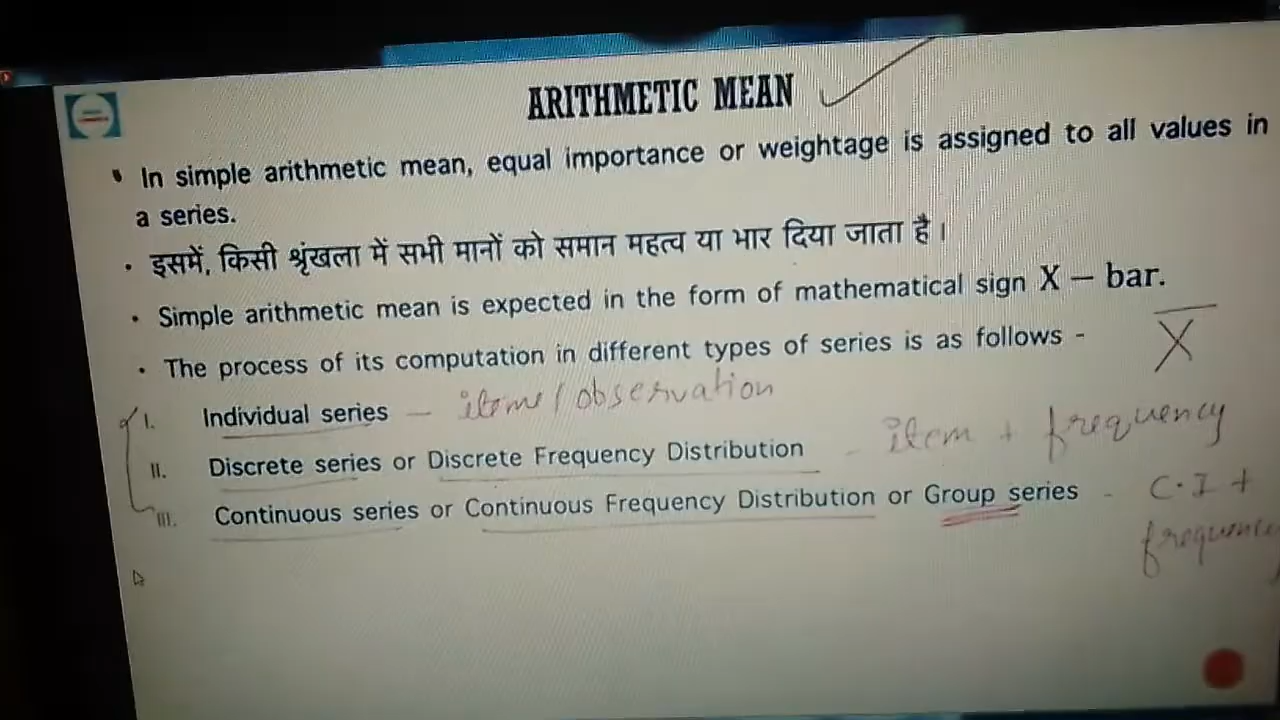 ARITHMETIC MEAN
• In simple arithmetic mean, equal importance or weightage is assigned to all values in
a series.
• इसमें, किसी श्रृंखला में सभी मानों को समान महत्व या भार दिया जाता है।
• Simple arithmetic mean is expected in the form of mathematical sign X – bar.
X̅
• The process of its computation in different types of series is as follows -
I. Individual series – items/observation
II. Discrete series or Discrete Frequency Distribution - item + frequency
III. Continuous series or Continuous Frequency Distribution or Group series - C.I +
frequency